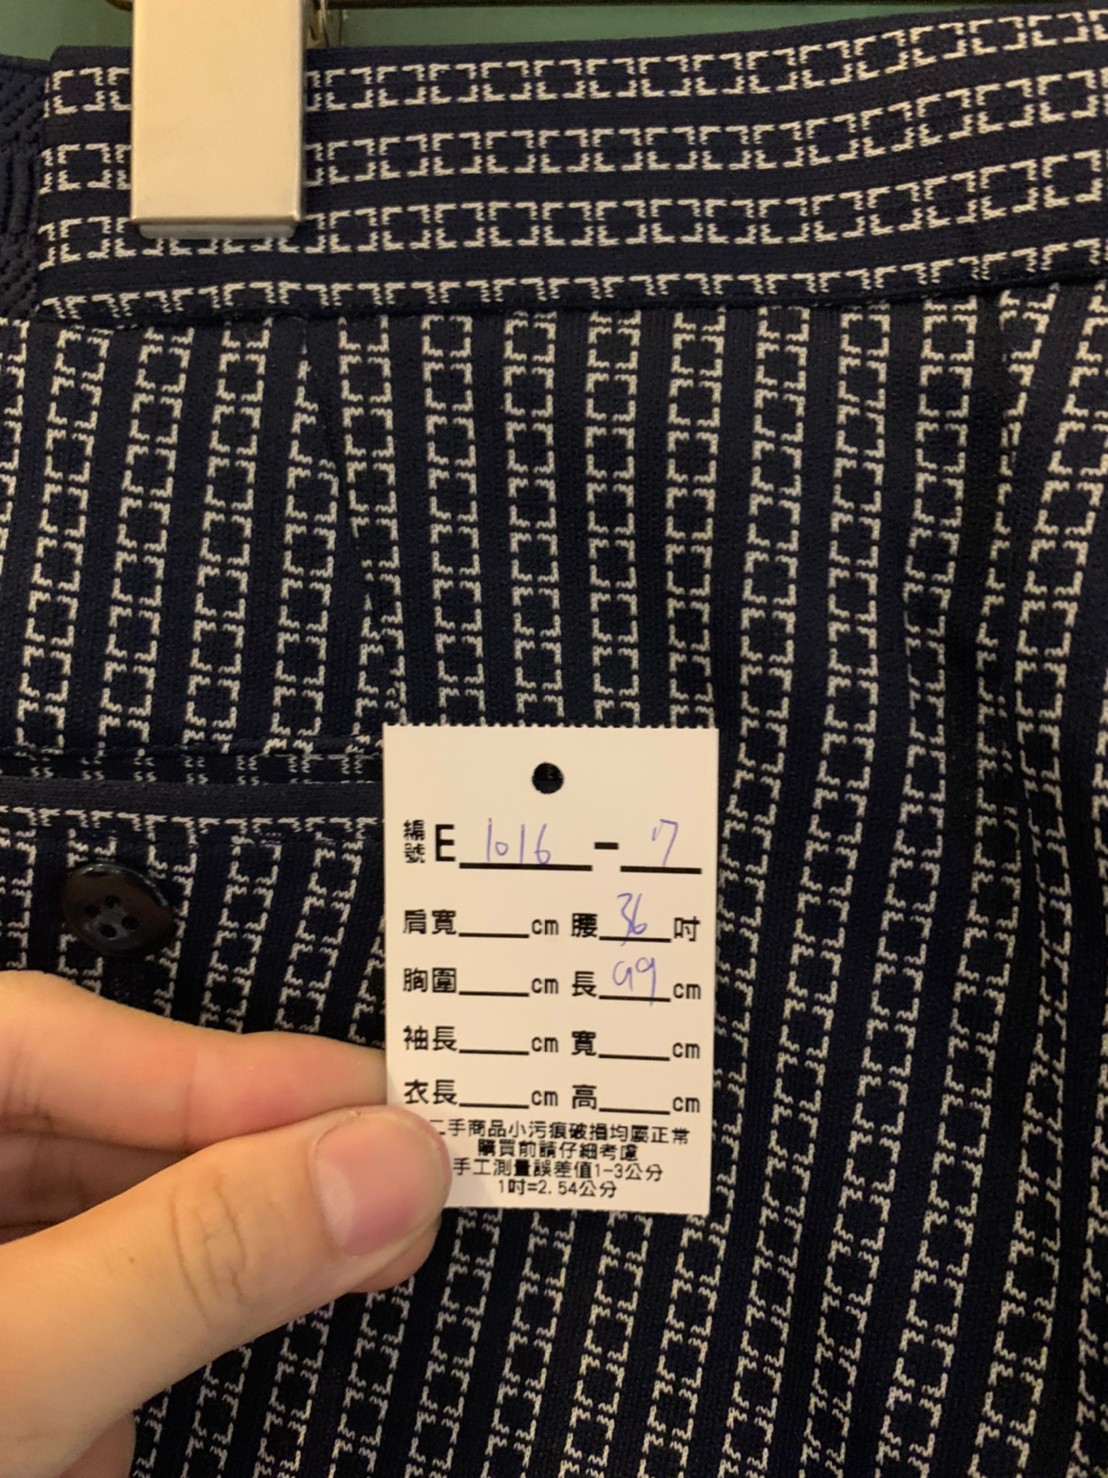 編號 E 1016 - 7
肩寬____cm 腰 36 吋
胸圍____cm 長 99 cm
袖長____cm 寬____cm
衣長____cm 高____cm
二手商品小污痕破損均屬正常
購買前請仔細考慮
手工測量誤差值1-3公分
1吋=2.54公分